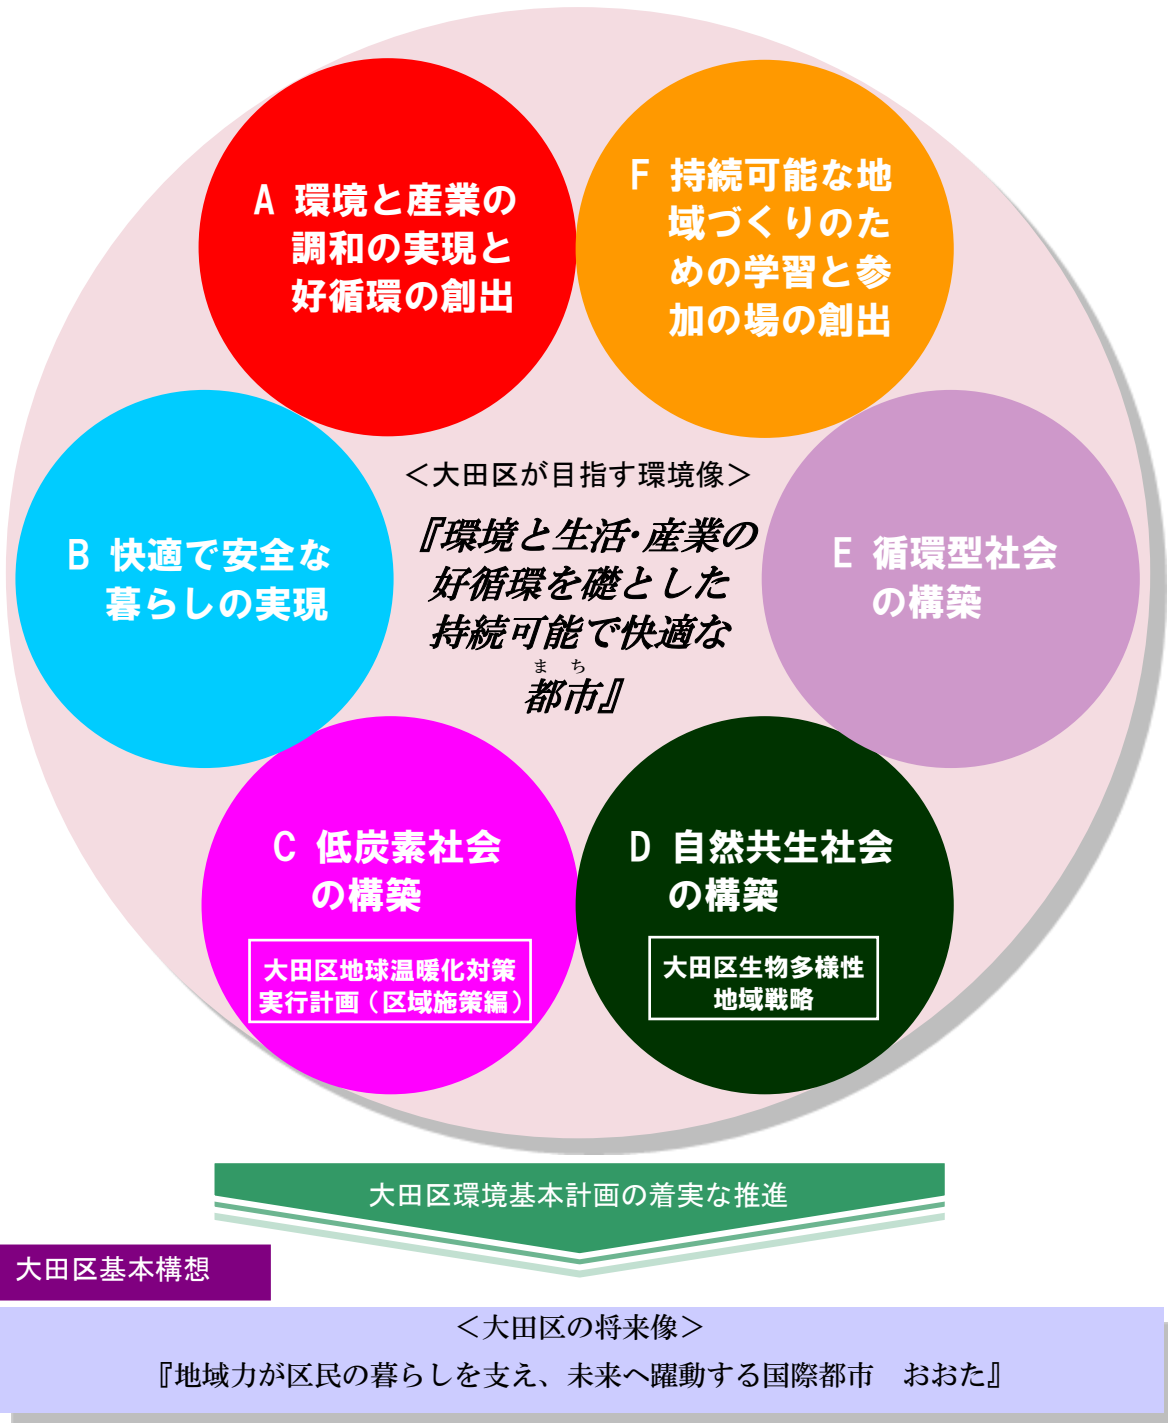 A 環境と産業の
調和の実現と
好循環の創出
F 持続可能な地
域づくりのた
めの学習と参
加の場の創出
B 快適で安全な
暮らしの実現
＜大田区が目指す環境像＞
『環境と生活・産業の
好循環を礎とした
持続可能で快適な
まち
都市』
E 循環型社会
の構築
C 低炭素社会
の構築
大田区地球温暖化対策
実行計画（区域施策編）
D 自然共生社会
の構築
大田区生物多様性
地域戦略
大田区環境基本計画の着実な推進
大田区基本構想
＜大田区の将来像＞
『地域力が区民の暮らしを支え、未来へ躍動する国際都市　おおた』